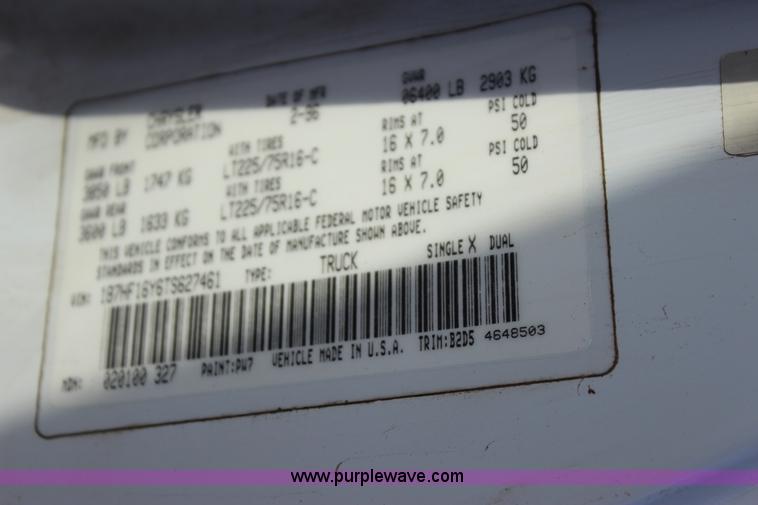 MFD BY CHRYSLER CORPORATION DATE OF MFR 2-96 GVWR 06400 LB 2903 KG
GAWR FRONT 3850 LB 1747 KG WITH TIRES LT225/75R16-C RIMS AT 16 X 7.0 PSI COLD 50
GAWR REAR 3600 LB 1633 KG WITH TIRES LT225/75R16-C RIMS AT 16 X 7.0 PSI COLD 50
THIS VEHICLE CONFORMS TO ALL APPLICABLE FEDERAL MOTOR VEHICLE SAFETY
STANDARDS IN EFFECT ON THE DATE OF MANUFACTURE SHOWN ABOVE.
VIN: 1B7HF16Y6TS627461 TYPE: TRUCK SINGLE X DUAL
MDH: 020100 327 PAINT:PW7 VEHICLE MADE IN U.S.A. TRIM:B2D5 4648503
www.purplewave.com